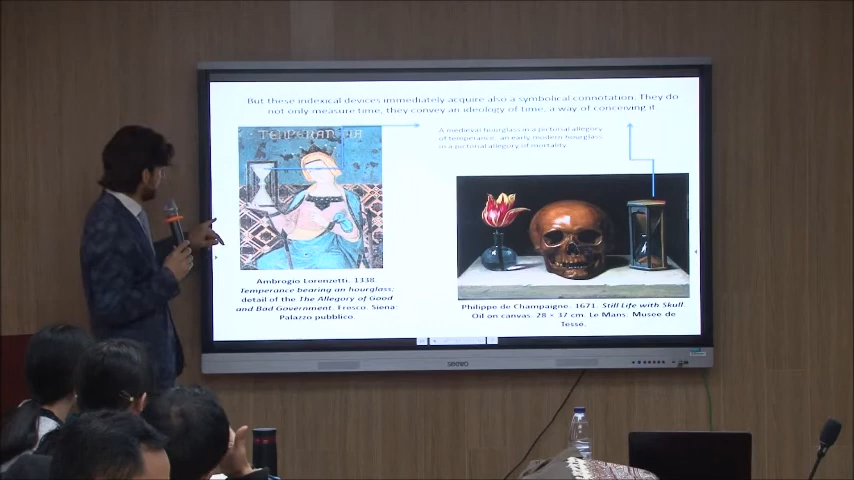 But these indexical devices immediately acquire also a symbolical connotation. They do
not only measure time, they convey an ideology of time, a way of conceiving it
A medieval hourglass in a pictorial allegory
of temperance; an early modern hourglass
in a pictorial allegory of mortality.
TEMPERAN IA
Ambrogio Lorenzetti. 1338.
Temperance bearing an hourglass;
detail of the The Allegory of Good
and Bad Government. Fresco. Siena:
Palazzo pubblico.
Philippe de Champaigne. 1671. Still Life with Skull
Oil on canvas. 28 × 37 cm. Le Mans: Musée de
Tessé.
seewo